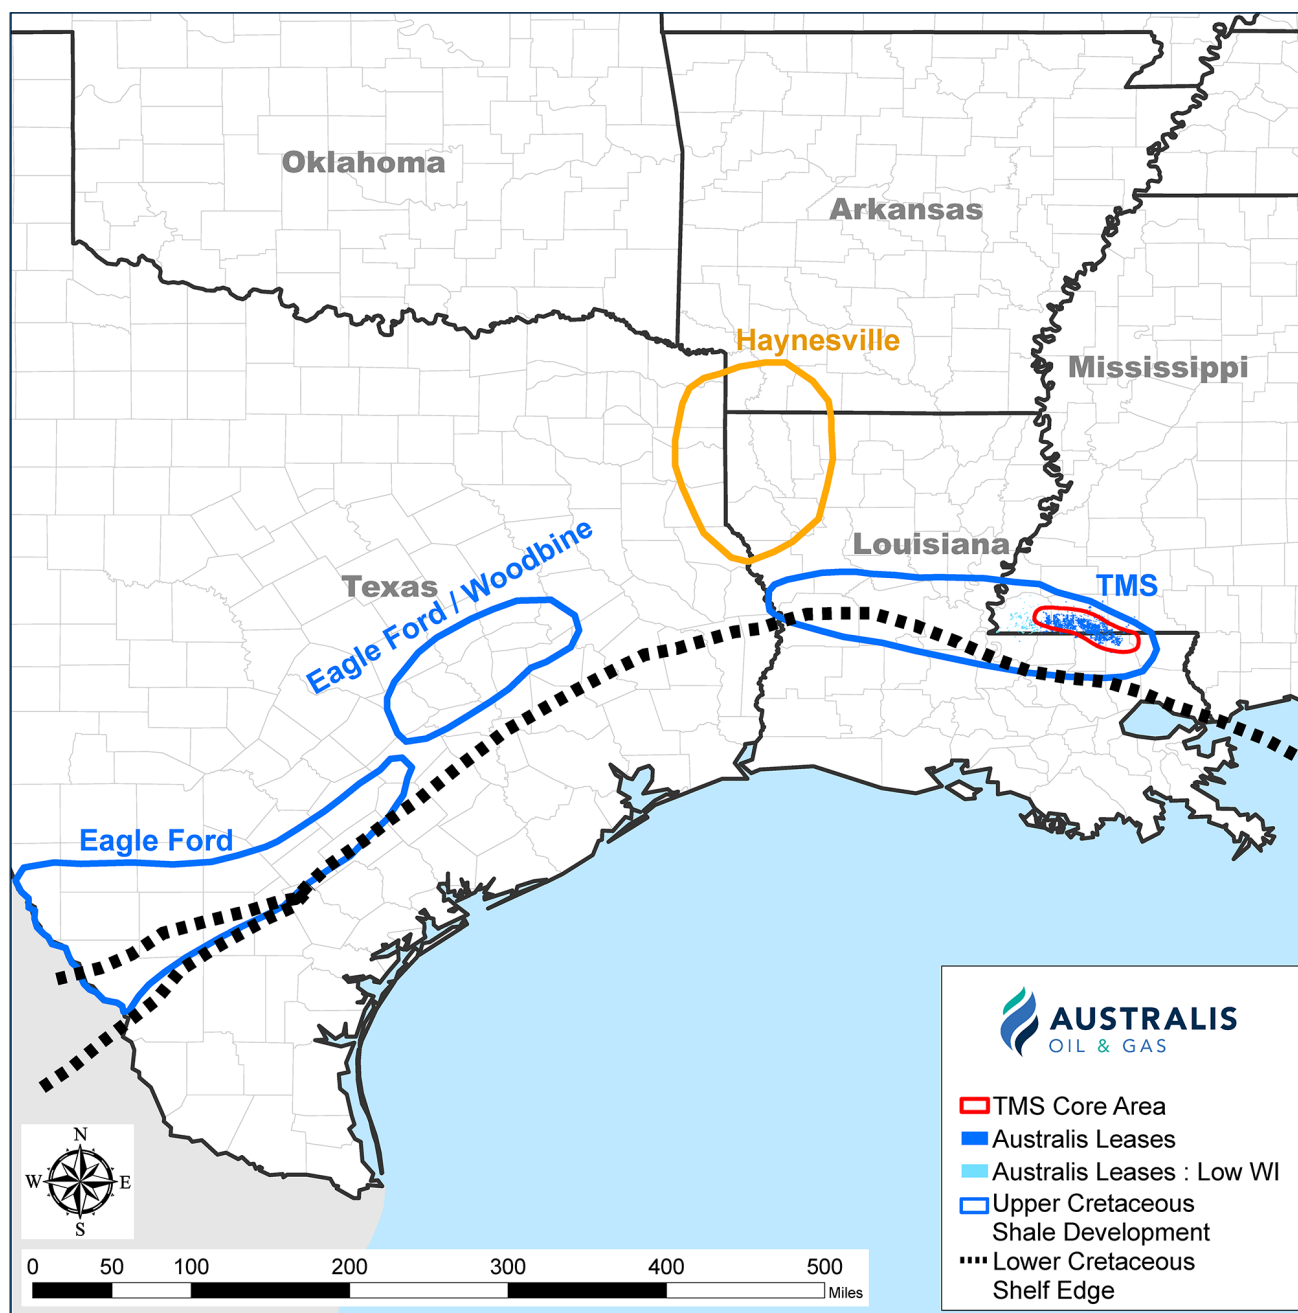 Oklahoma
Arkansas
Haynesville
Mississippi
Louisiana
Texas
Eagle Ford / Woodbine
TMS
Eagle Ford
AUSTRALIS
OIL & GAS
TMS Core Area
Australis Leases
Australis Leases : Low WI
Upper Cretaceous
Shale Development
Lower Cretaceous
Shelf Edge
N
W E
S
0 50 100 200 300 400 500
Miles